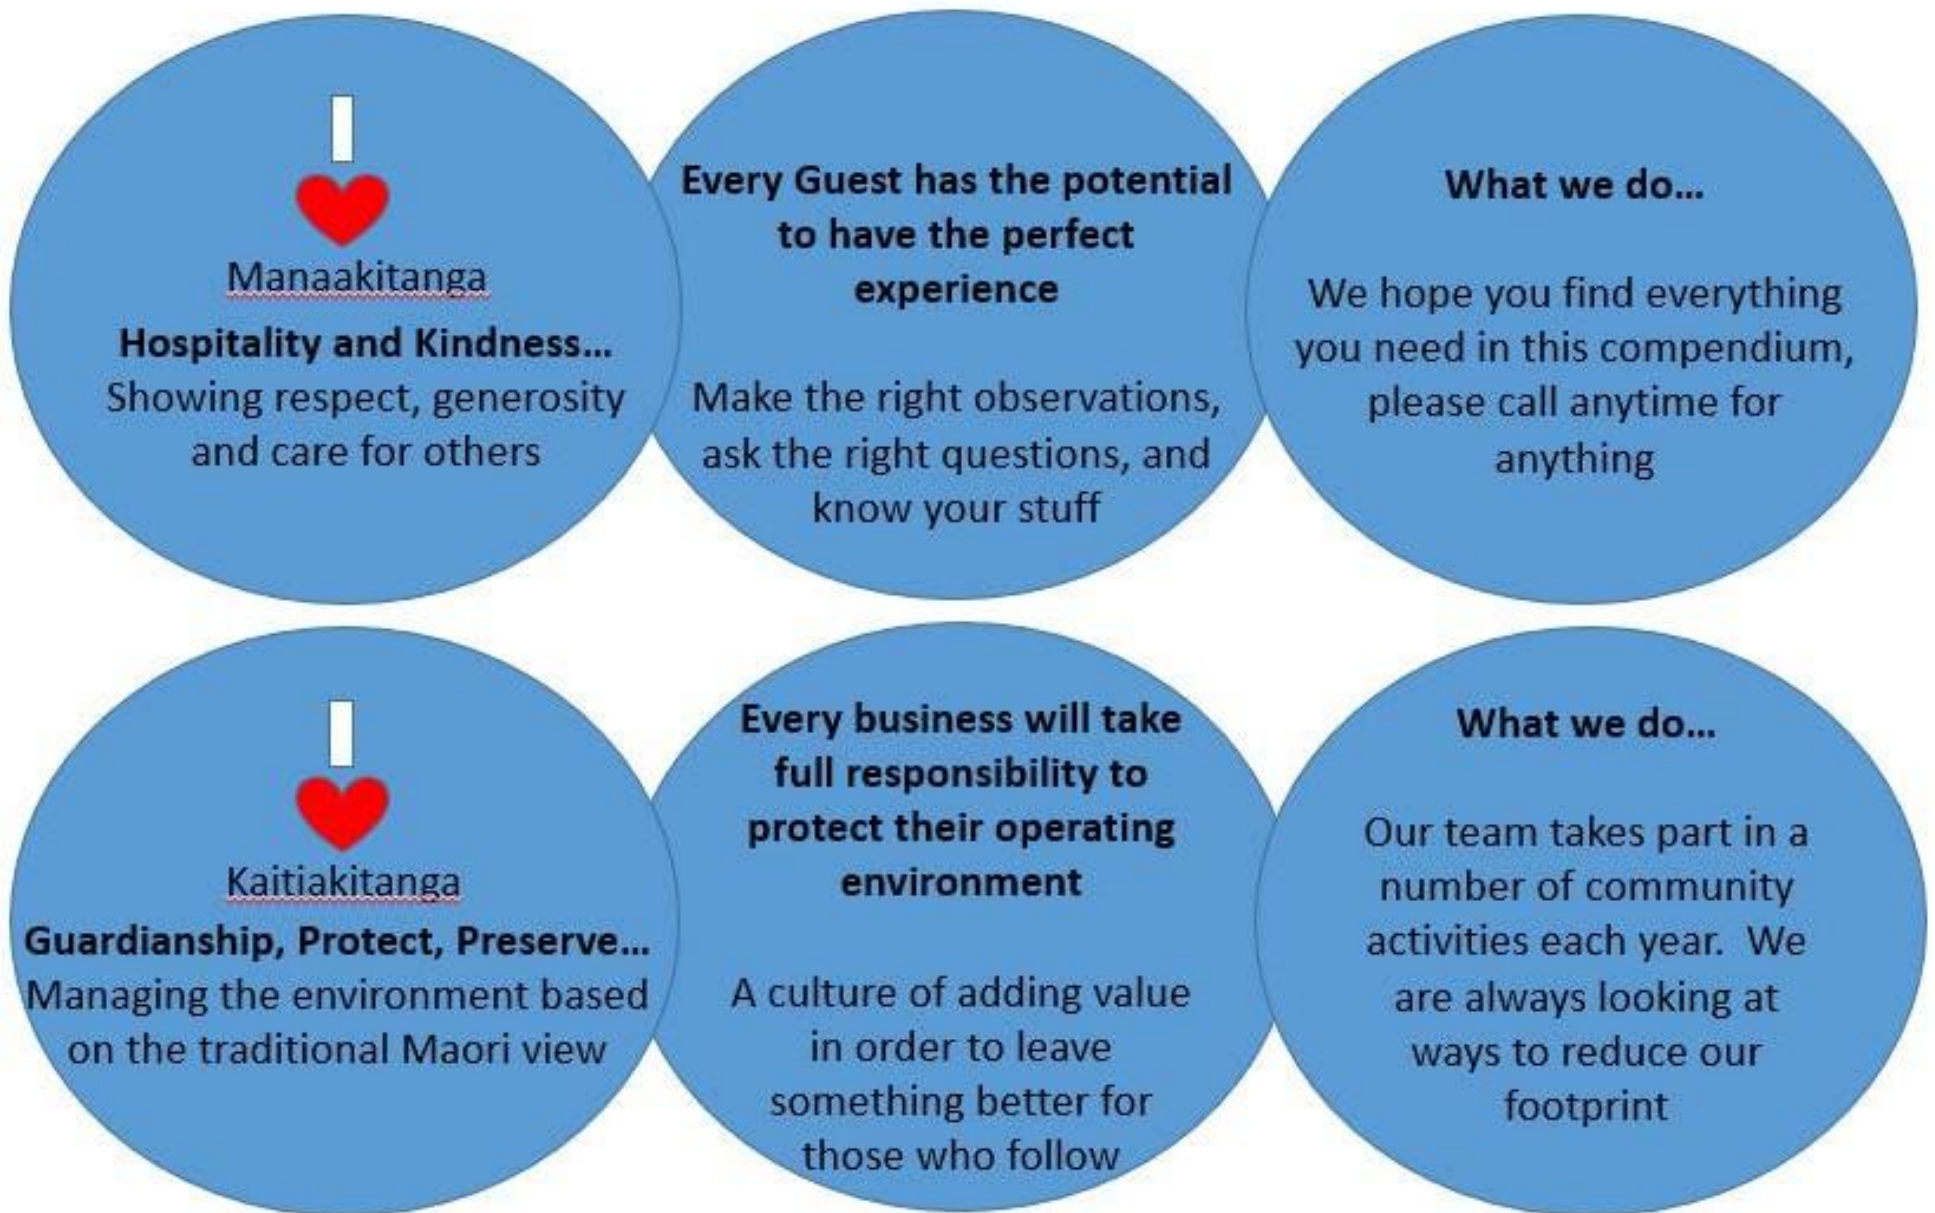 I
Manaakitanga
Hospitality and Kindness...
Showing respect, generosity
and care for others
Every Guest has the potential
to have the perfect
experience
Make the right observations,
ask the right questions, and
know your stuff
What we do...
We hope you find everything
you need in this compendium,
please call anytime for
anything
I
Kaitiakitanga
Guardianship, Protect, Preserve...
Managing the environment based
on the traditional Maori view
Every business will take
full responsibility to
protect their operating
environment
A culture of adding value
in order to leave
something better for
those who follow
What we do...
Our team takes part in a
number of community
activities each year.  We
are always looking at
ways to reduce our
footprint